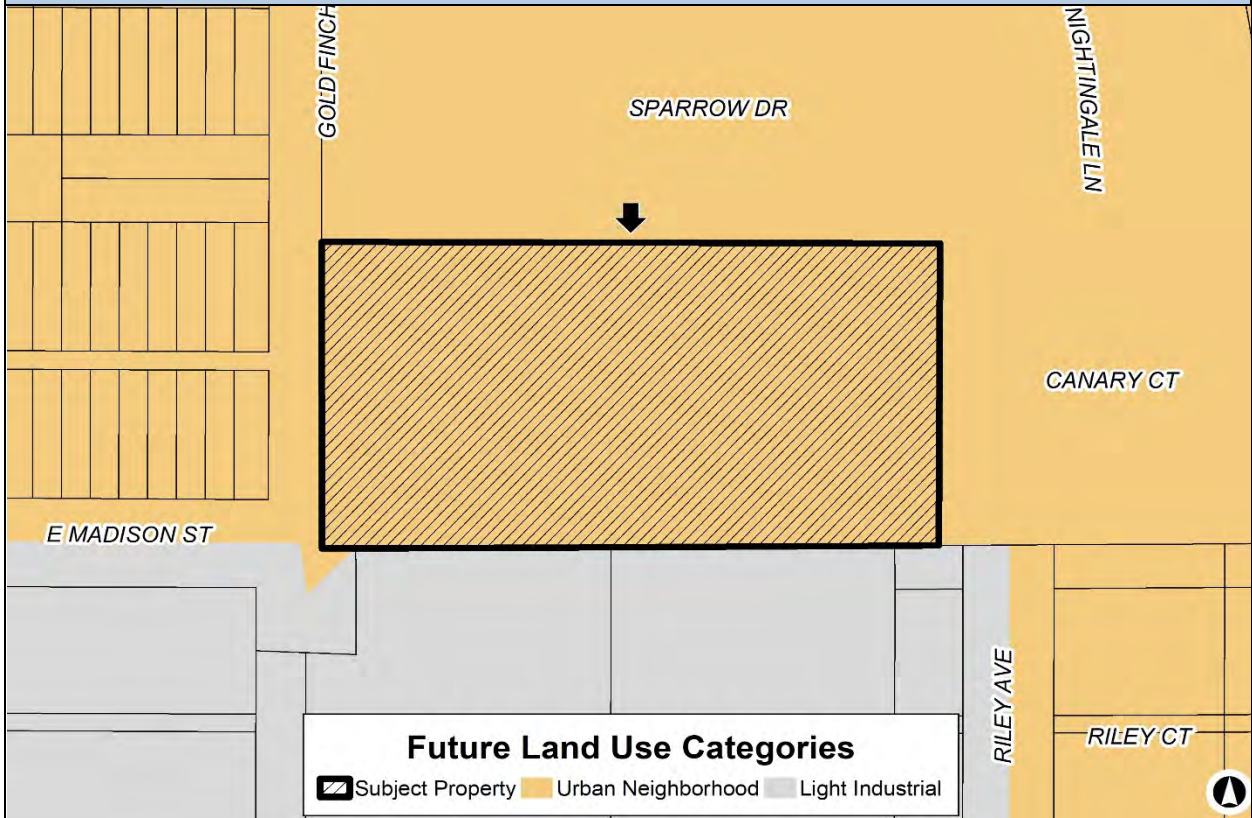 GOLD FINCH
SPARROW DR
NIGHTINGALE LN
CANARY CT
E MADISON ST
RILEY AVE
RILEY CT
Future Land Use Categories
Subject Property Urban Neighborhood Light Industrial